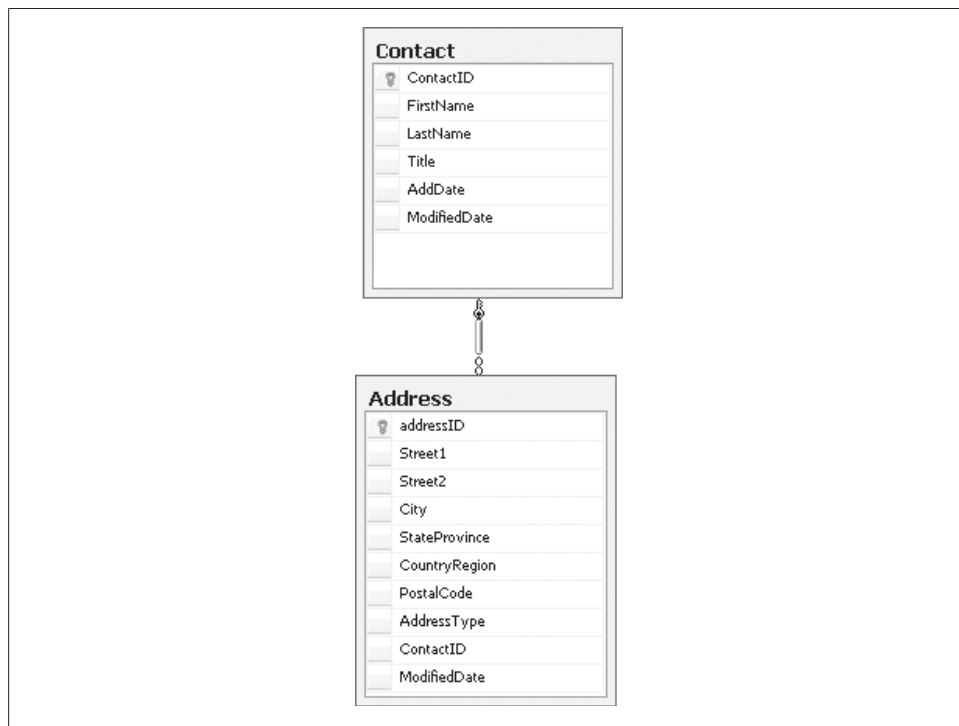 Contact
ContactID
FirstName
LastName
Title
AddDate
ModifiedDate
Address
addressID
Street1
Street2
City
StateProvince
CountryRegion
PostalCode
AddressType
ContactID
ModifiedDate